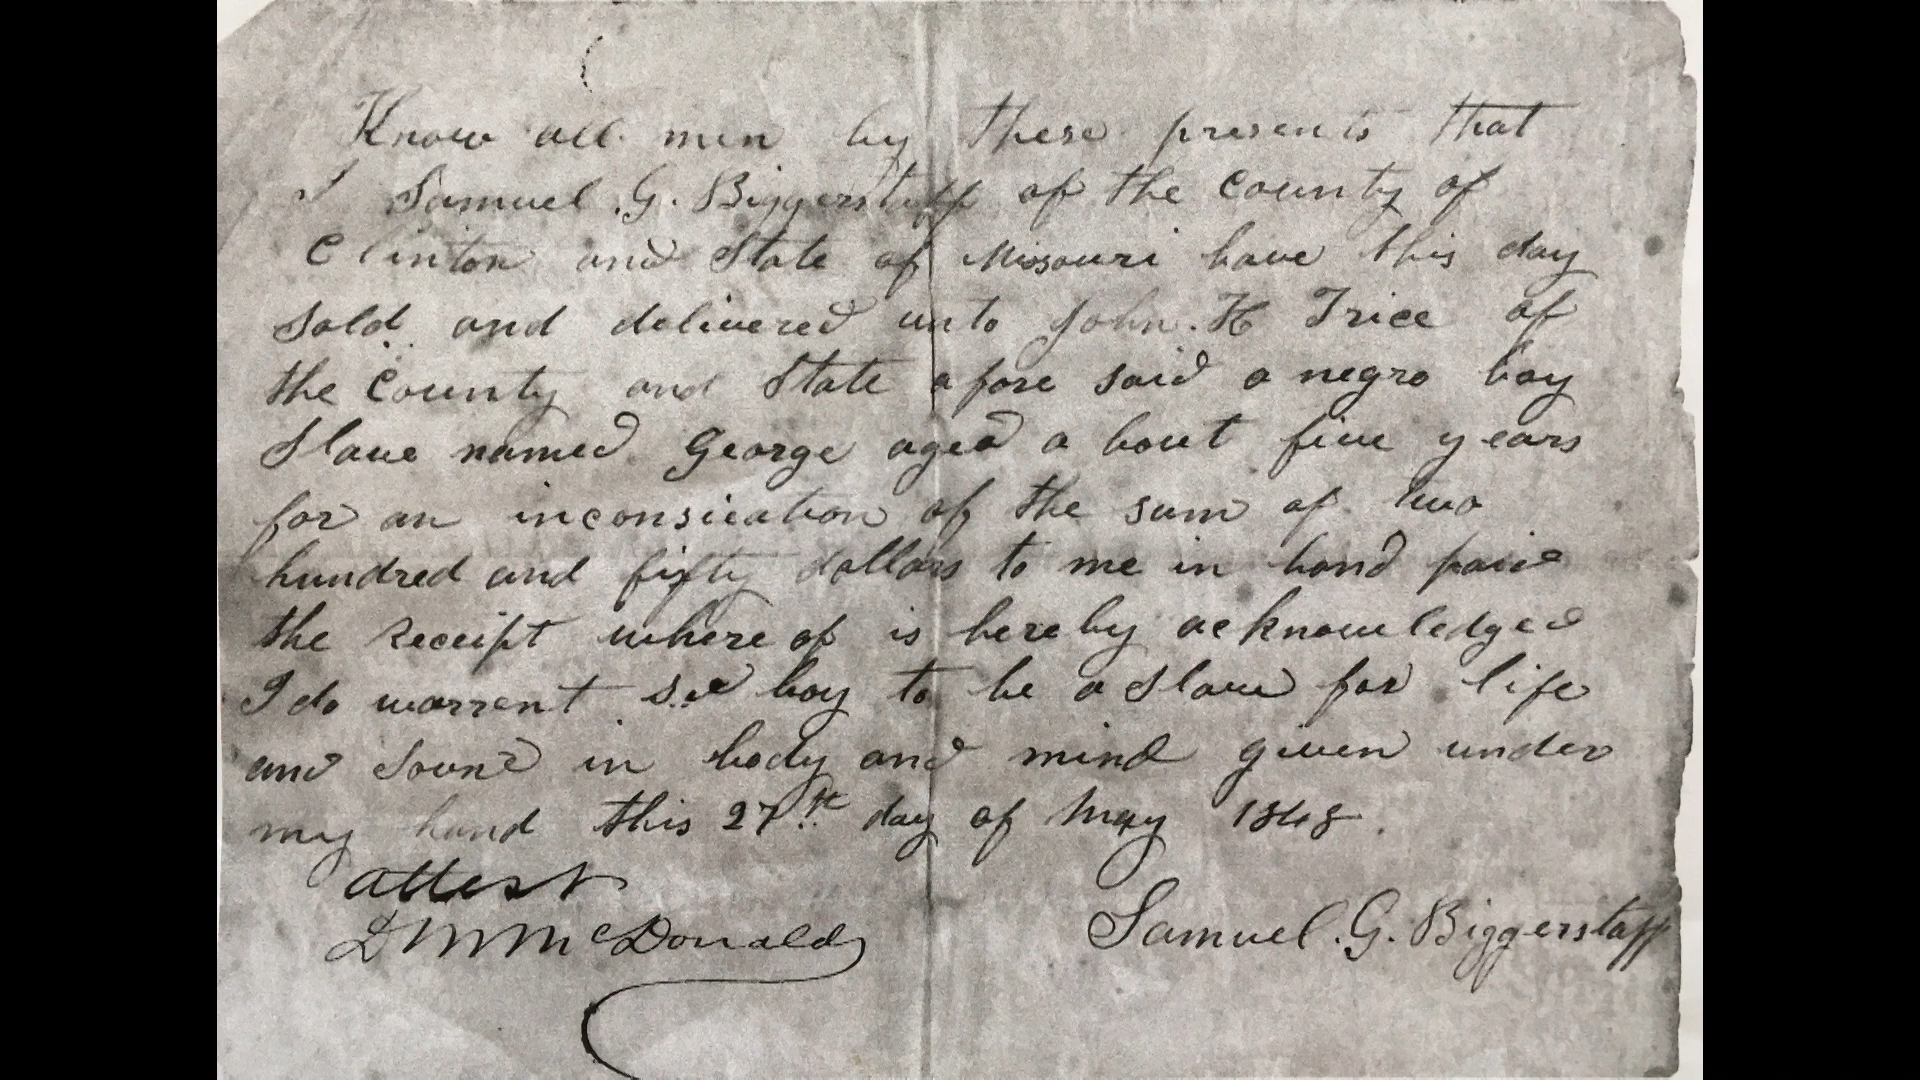 Know all men by these presents that
I Samuel. G. Biggerstaff of the County of
Clinton and State of Missouri have this day
Sold and delivered unto John. H Trice of
the County and State a fore said a negro boy
Slave named George aged a bout five years
for an inconsication of the sum of two
hundred and fifty dollars to me in hand paid
the Receipt where of is here by acknowledged
I do warrent sd boy to be a Slave for life
and Sound in body and mind given under
my hand this 27th day of May 1848.
attest
McDonald
Samuel. G. Biggerstaff